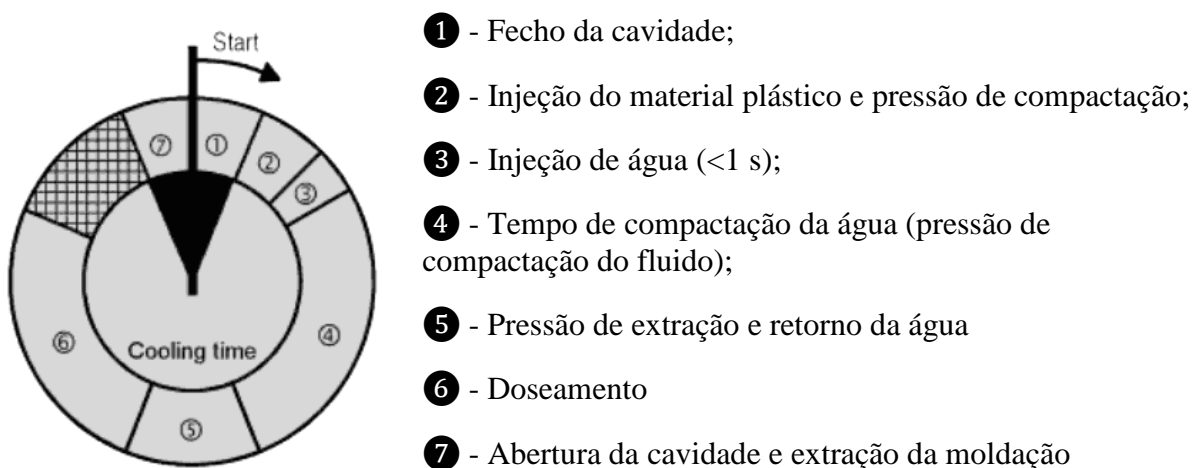 Start
⑦
①
②
③
④
⑤
⑥
Cooling time
❶ - Fecho da cavidade;
❷ - Injeção do material plástico e pressão de compactação;
❸ - Injeção de água (<1 s);
❹ - Tempo de compactação da água (pressão de
compactação do fluido);
❺ - Pressão de extração e retorno da água
❻ - Doseamento
❼ - Abertura da cavidade e extração da moldação